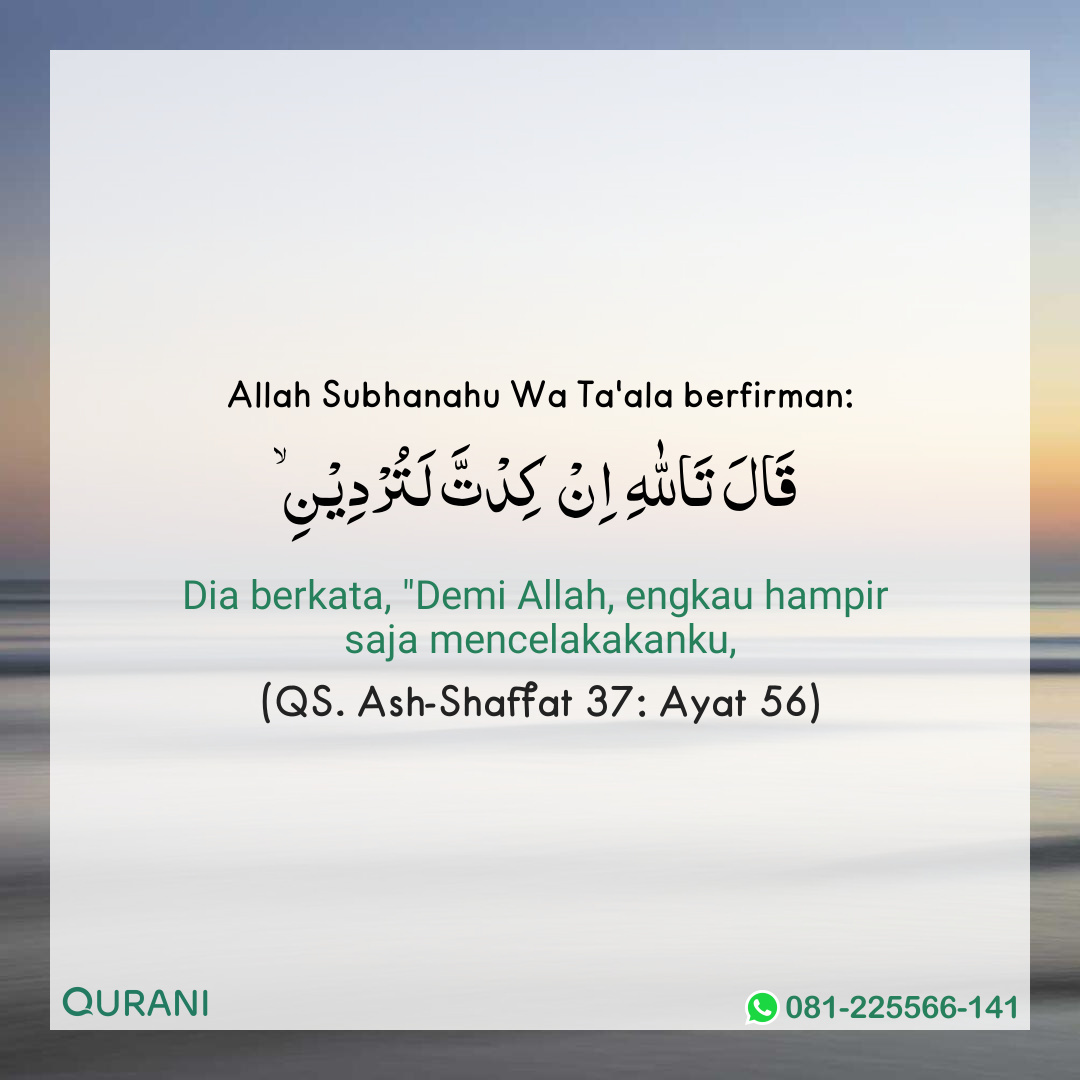 Allah Subhanahu Wa Ta'ala berfirman:
قَالَ تَاللّٰهِ اِنْ كِدْتَّ لَتُرْدِيْنِ ۙ
Dia berkata, "Demi Allah, engkau hampir
saja mencelakakanku,
(QS. Ash-Shaffat 37: Ayat 56)
QURANI
081-225566-141